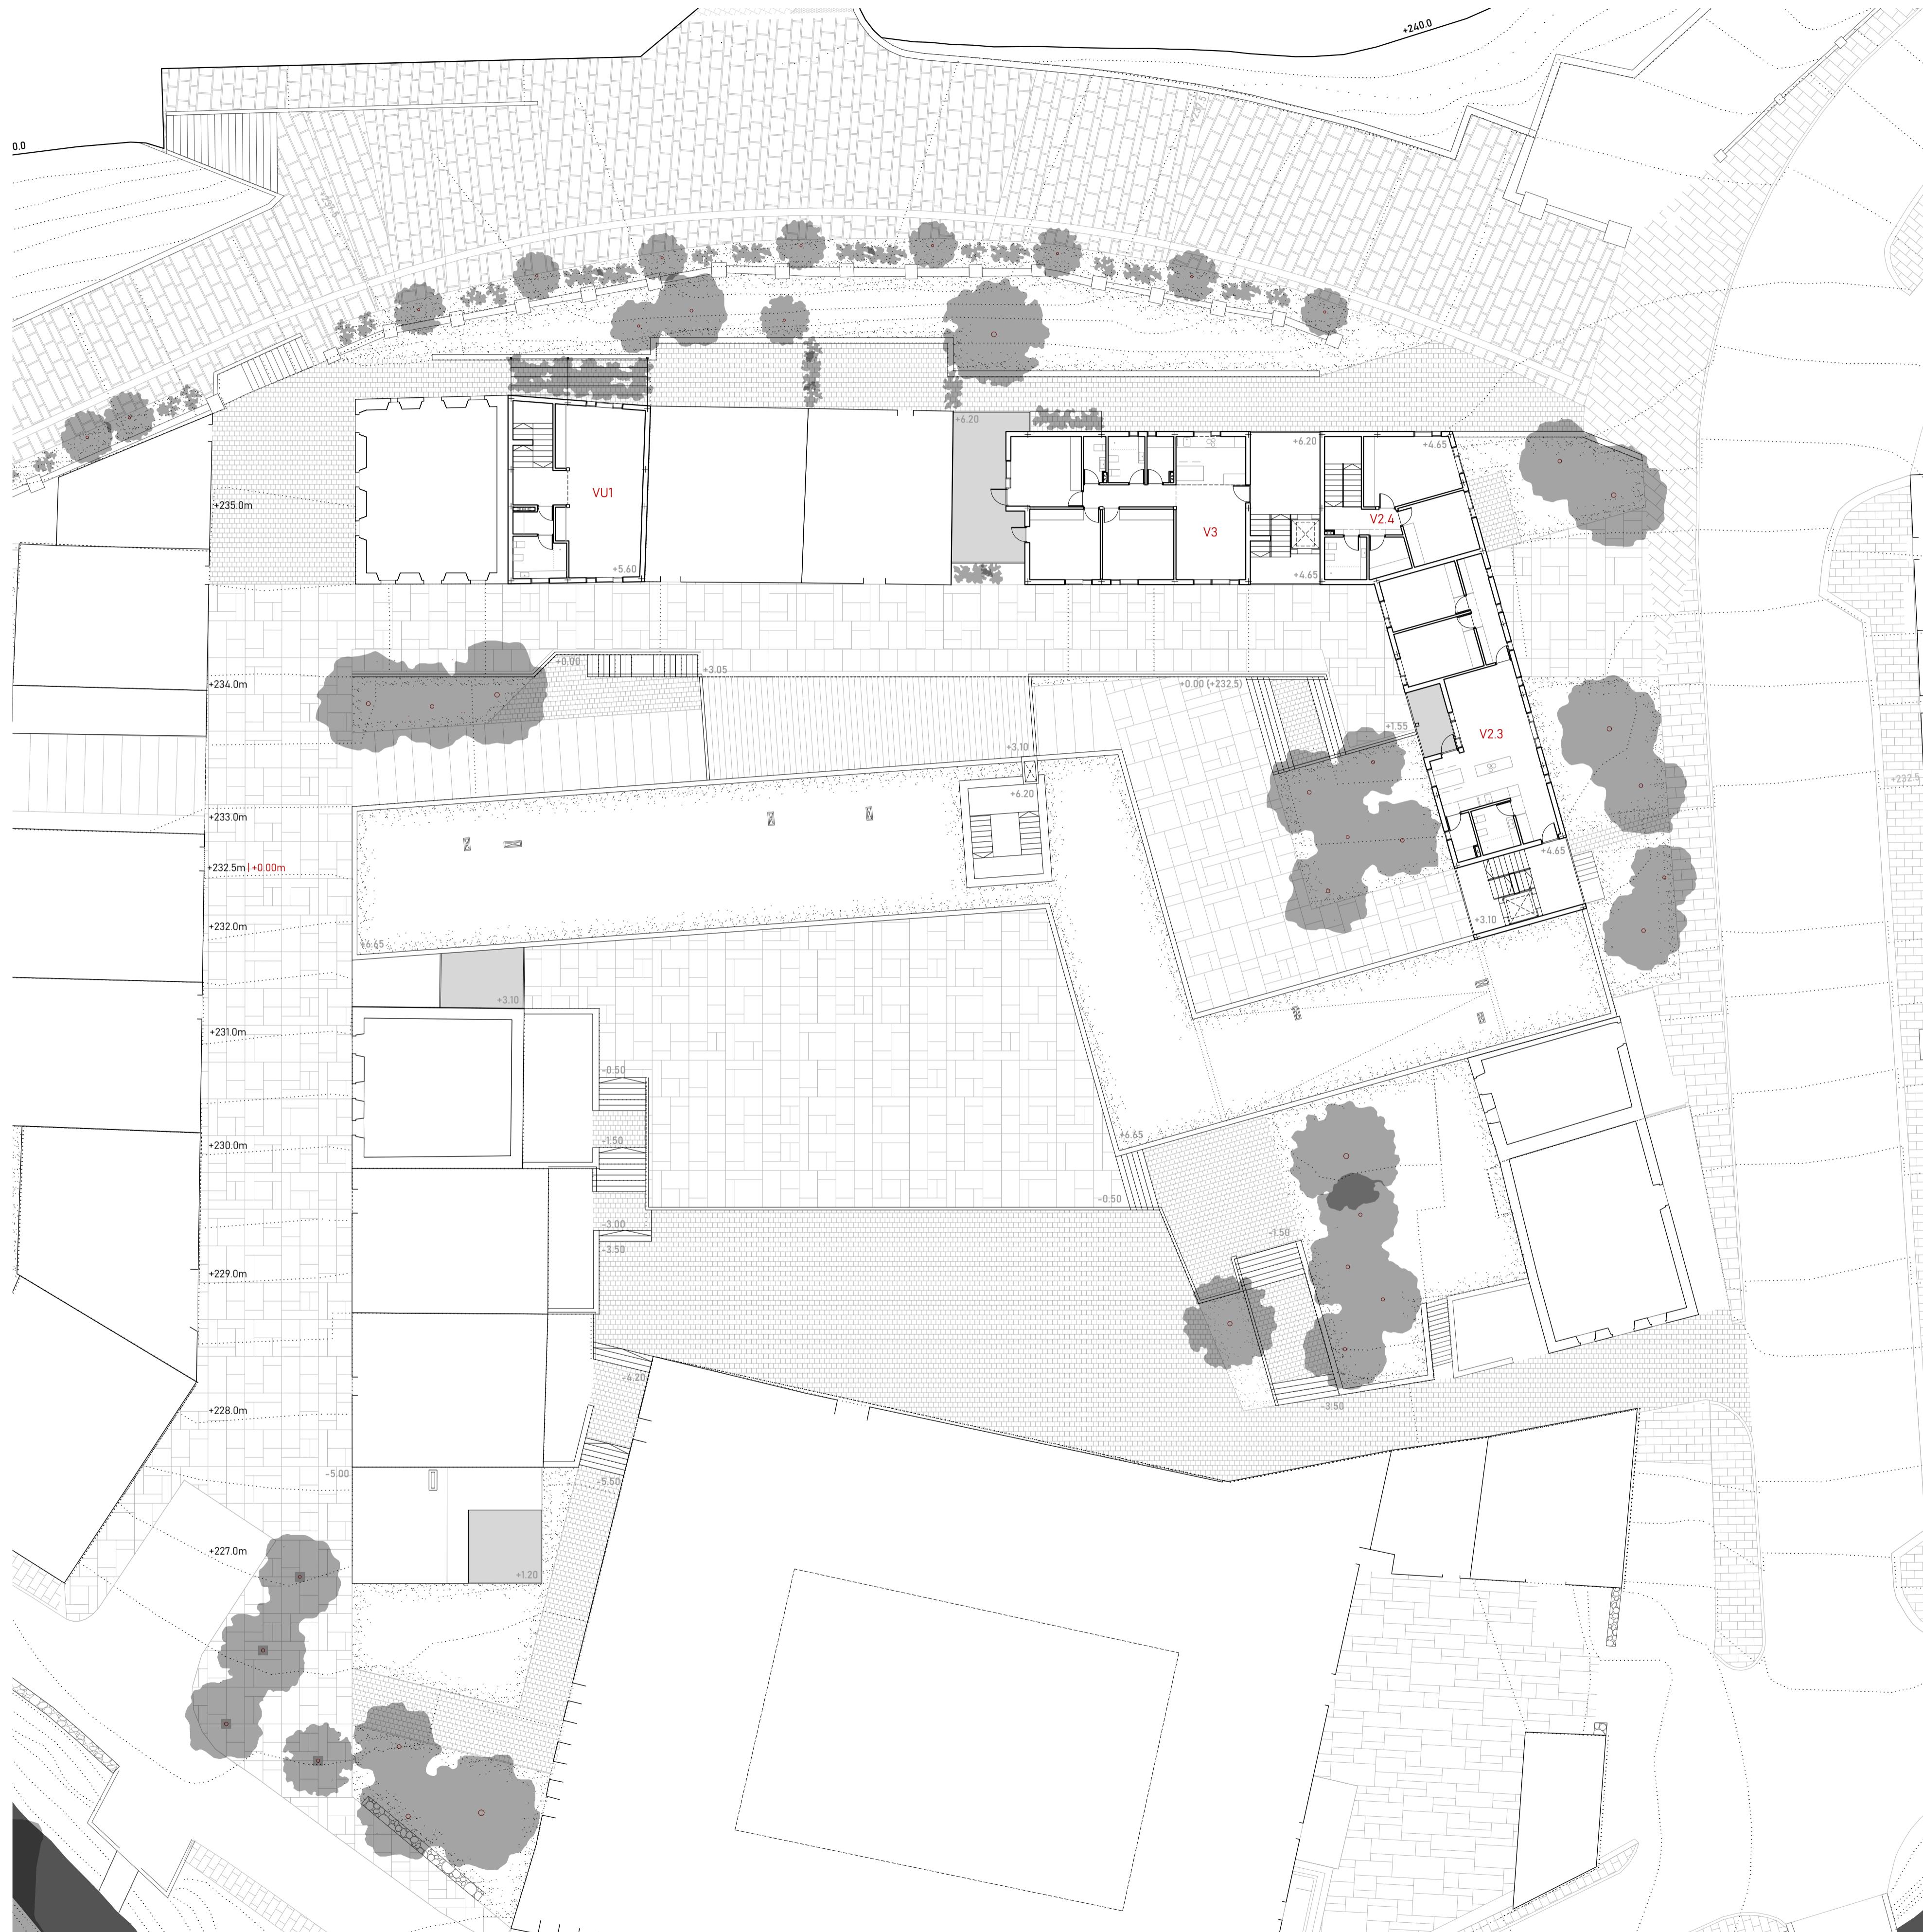 +240.0
0.0
+237.5
+237.5
+6.20
+6.20
+4.65
VU1
+235.0m
V2.4
V3
+5.60
+4.65
+0.00
+3.05
+234.0m
+0.00 (+232,5)
+1.55
V2.3
+3.10
+232.5
+6.20
+233.0m
+4.65
+232.5m | +0.00m
+3.10
+232.0m
+6.65
+3.10
+231.0m
-0.50
+6.65
-1.50
+230.0m
-0.50
-3.00
-1.50
-3.50
+229.0m
-4.20
-3.50
+228.0m
-5.00
-5.50
+227.0m
+1.20